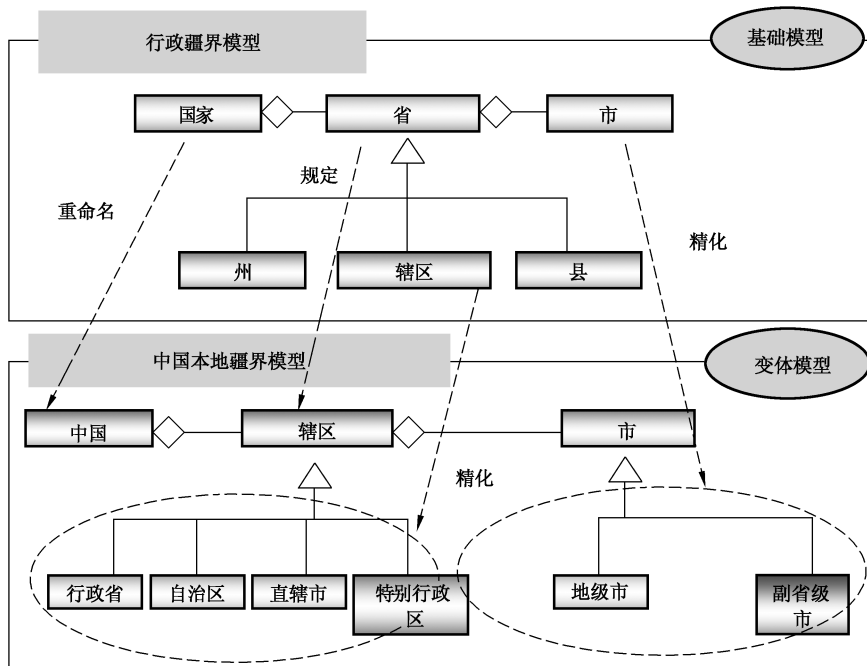 行政疆界模型
基础模型
国家
省
市
规定
重命名
精化
州
辖区
县
中国本地疆界模型
变体模型
中国
辖区
市
精化
行政省
自治区
直辖市
特别行政
区
地级市
副省级
市